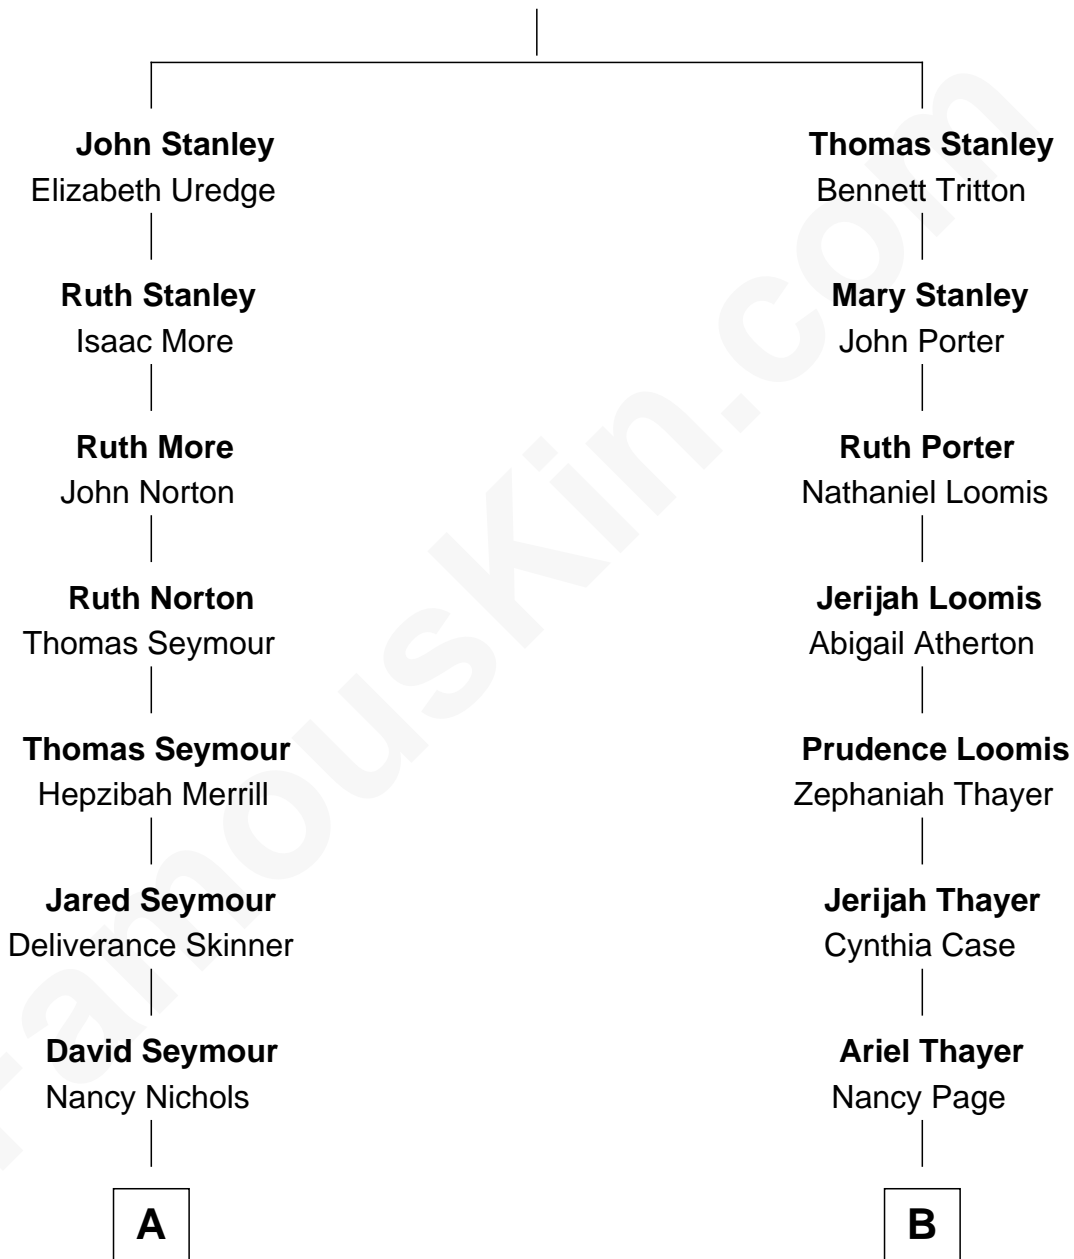 John Stanley
Elizabeth Uredge
Ruth Stanley
Isaac More
Ruth More
John Norton
Ruth Norton
Thomas Seymour
Thomas Seymour
Hepzibah Merrill
Jared Seymour
Deliverance Skinner
David Seymour
Nancy Nichols
A
Thomas Stanley
Bennett Tritton
Mary Stanley
John Porter
Ruth Porter
Nathaniel Loomis
Jerijah Loomis
Abigail Atherton
Prudence Loomis
Zephaniah Thayer
Jerijah Thayer
Cynthia Case
Ariel Thayer
Nancy Page
B
FamousKin.com